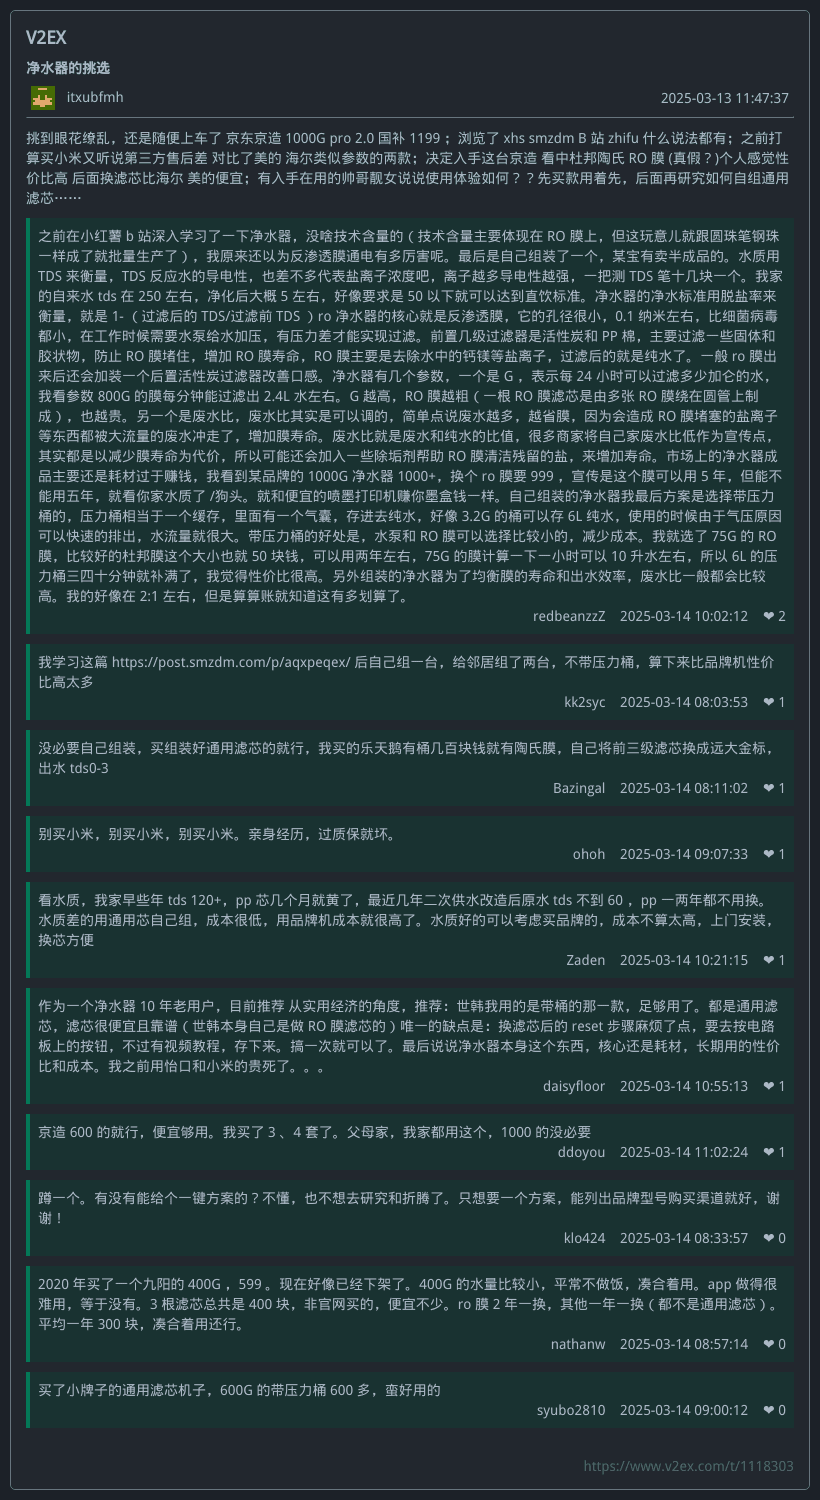 V2EX
净水器的挑选
itxubfmh
2025-03-13 11:47:37
挑到眼花缭乱，还是随便上车了 京东京造 1000G pro 2.0 国补 1199 ；浏览了 xhs smzdm B 站 zhifu 什么说法都有；之前打
算买小米又听说第三方售后差 对比了美的 海尔类似参数的两款；决定入手这台京造 看中杜邦陶氏 RO 膜 (真假？)个人感觉性
价比高 后面换滤芯比海尔 美的便宜；有入手在用的帅哥靓女说说使用体验如何？？先买款用着先，后面再研究如何自组通用
滤芯⋯⋯
之前在小红薯 b 站深入学习了一下净水器，没啥技术含量的（技术含量主要体现在 RO 膜上，但这玩意儿就跟圆珠笔钢珠
一样成了就批量生产了），我原来还以为反渗透膜通电有多厉害呢。最后是自己组装了一个，某宝有卖半成品的。水质用
TDS 来衡量，TDS 反应水的导电性，也差不多代表盐离子浓度吧，离子越多导电性越强，一把测 TDS 笔十几块一个。我家
的自来水 tds 在 250 左右，净化后大概 5 左右，好像要求是 50 以下就可以达到直饮标准。净水器的净水标准用脱盐率来
衡量，就是 1- （过滤后的 TDS/过滤前 TDS ）ro 净水器的核心就是反渗透膜，它的孔径很小，0.1 纳米左右，比细菌病毒
都小，在工作时候需要水泵给水加压，有压力差才能实现过滤。前置几级过滤器是活性炭和 PP 棉，主要过滤一些固体和
胶状物，防止 RO 膜堵住，增加 RO 膜寿命，RO 膜主要是去除水中的钙镁等盐离子，过滤后的就是纯水了。一般 ro 膜出
来后还会加装一个后置活性炭过滤器改善口感。净水器有几个参数，一个是 G ，表示每 24 小时可以过滤多少加仑的水，
我看参数 800G 的膜每分钟能过滤出 2.4L 水左右。G 越高，RO 膜越粗（一根 RO 膜滤芯是由多张 RO 膜绕在圆管上制
成），也越贵。另一个是废水比，废水比其实是可以调的，简单点说废水越多，越省膜，因为会造成 RO 膜堵塞的盐离子
等东西都被大流量的废水冲走了，增加膜寿命。废水比就是废水和纯水的比值，很多商家将自己家废水比低作为宣传点，
其实都是以减少膜寿命为代价，所以可能还会加入一些除垢剂帮助 RO 膜清洁残留的盐，来增加寿命。市场上的净水器成
品主要还是耗材过于赚钱，我看到某品牌的 1000G 净水器 1000+，换个 ro 膜要 999 ，宣传是这个膜可以用 5 年，但能不
能用五年，就看你家水质了 /狗头。就和便宜的喷墨打印机赚你墨盒钱一样。自己组装的净水器我最后方案是选择带压力
桶的，压力桶相当于一个缓存，里面有一个气囊，存进去纯水，好像 3.2G 的桶可以存 6L 纯水，使用的时候由于气压原因
可以快速的排出，水流量就很大。带压力桶的好处是，水泵和 RO 膜可以选择比较小的，减少成本。我就选了 75G 的 RO
膜，比较好的杜邦膜这个大小也就 50 块钱，可以用两年左右，75G 的膜计算一下一小时可以 10 升水左右，所以 6L 的压
力桶三四十分钟就补满了，我觉得性价比很高。另外组装的净水器为了均衡膜的寿命和出水效率，废水比一般都会比较
高。我的好像在 2:1 左右，但是算算账就知道这有多划算了。
redbeanzzZ 2025-03-14 10:02:12 ❤ 2
我学习这篇 https://post.smzdm.com/p/aqxpeqex/ 后自己组一台，给邻居组了两台，不带压力桶，算下来比品牌机性价
比高太多
kk2syc 2025-03-14 08:03:53 ❤ 1
没必要自己组装，买组装好通用滤芯的就行，我买的乐天鹅有桶几百块钱就有陶氏膜，自己将前三级滤芯换成远大金标，
出水 tds0-3
Bazingal 2025-03-14 08:11:02 ❤ 1
别买小米，别买小米，别买小米。亲身经历，过质保就坏。
ohoh 2025-03-14 09:07:33 ❤ 1
看水质，我家早些年 tds 120+，pp 芯几个月就黄了，最近几年二次供水改造后原水 tds 不到 60 ，pp 一两年都不用换。
水质差的用通用芯自己组，成本很低，用品牌机成本就很高了。水质好的可以考虑买品牌的，成本不算太高，上门安装，
换芯方便
Zaden 2025-03-14 10:21:15 ❤ 1
作为一个净水器 10 年老用户，目前推荐 从实用经济的角度，推荐：世韩我用的是带桶的那一款，足够用了。都是通用滤
芯，滤芯很便宜且靠谱（世韩本身自己是做 RO 膜滤芯的）唯一的缺点是：换滤芯后的 reset 步骤麻烦了点，要去按电路
板上的按钮，不过有视频教程，存下来。搞一次就可以了。最后说说净水器本身这个东西，核心还是耗材，长期用的性价
比和成本。我之前用怡口和小米的贵死了。。。
daisyfloor 2025-03-14 10:55:13 ❤ 1
京造 600 的就行，便宜够用。我买了 3 、4 套了。父母家，我家都用这个，1000 的没必要
ddoyou 2025-03-14 11:02:24 ❤ 1
蹲一个。有没有能给个一键方案的？不懂，也不想去研究和折腾了。只想要一个方案，能列出品牌型号购买渠道就好，谢
谢！
klo424 2025-03-14 08:33:57 ❤ 0
2020 年买了一个九阳的 400G ，599 。现在好像已经下架了。400G 的水量比较小，平常不做饭，凑合着用。app 做得很
难用，等于没有。3 根滤芯总共是 400 块，非官网买的，便宜不少。ro 膜 2 年一换，其他一年一换（都不是通用滤芯）。
平均一年 300 块，凑合着用还行。
nathanw 2025-03-14 08:57:14 ❤ 0
买了小牌子的通用滤芯机子，600G 的带压力桶 600 多，蛮好用的
syubo2810 2025-03-14 09:00:12 ❤ 0
https://www.v2ex.com/t/1118303